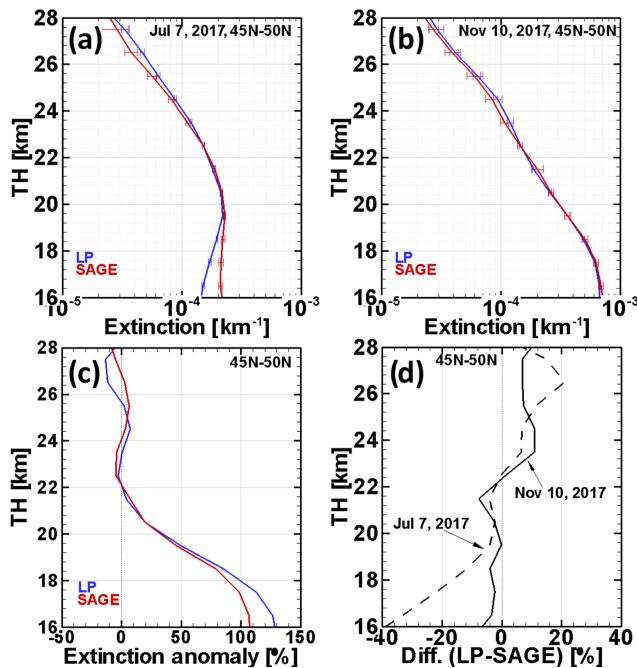 (a)
Jul 7, 2017, 45N-50N
TH [km]
28
26
24
22
20
18
16
LP
SAGE
10⁻⁵
10⁻⁴
10⁻³
Extinction [km⁻¹]
(b)
Nov 10, 2017, 45N-50N
TH [km]
28
26
24
22
20
18
16
LP
SAGE
10⁻⁵
10⁻⁴
10⁻³
Extinction [km⁻¹]
(c)
45N-50N
TH [km]
28
26
24
22
20
18
16
LP
SAGE
-50
0
50
100
150
Extinction anomaly [%]
(d)
45N-50N
TH [km]
28
26
24
22
20
18
16
Nov 10, 2017
Jul 7, 2017
-40
-20
0
20
40
Diff. (LP-SAGE) [%]